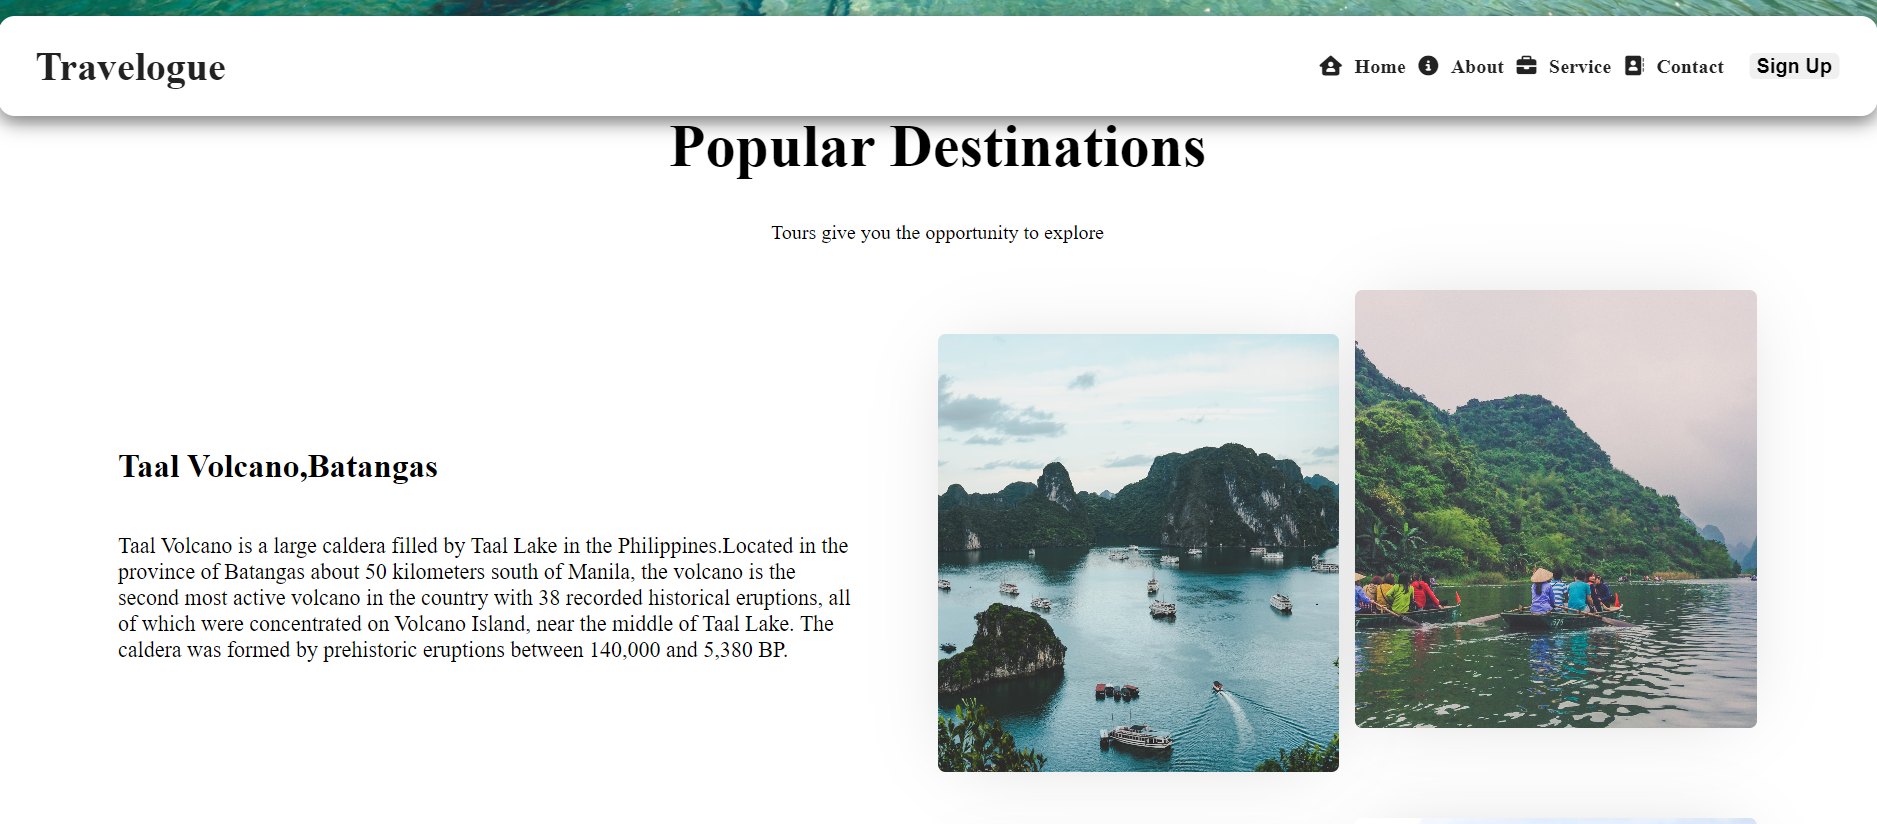 Travelogue
Home About Service Contact Sign Up
Popular Destinations
Tours give you the opportunity to explore
Taal Volcano,Batangas
Taal Volcano is a large caldera filled by Taal Lake in the Philippines.Located in the
province of Batangas about 50 kilometers south of Manila, the volcano is the
second most active volcano in the country with 38 recorded historical eruptions, all
of which were concentrated on Volcano Island, near the middle of Taal Lake. The
caldera was formed by prehistoric eruptions between 140,000 and 5,380 BP.